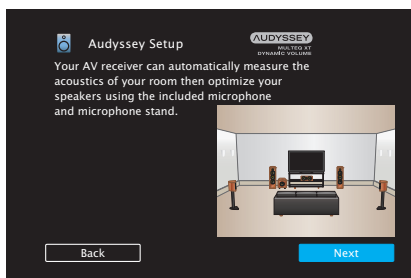 Audyssey Setup
AUDYSSEY
MULTEQ XT
DYNAMIC VOLUME
Your AV receiver can automatically measure the
acoustics of your room then optimize your
speakers using the included microphone
and microphone stand.
Back
Next